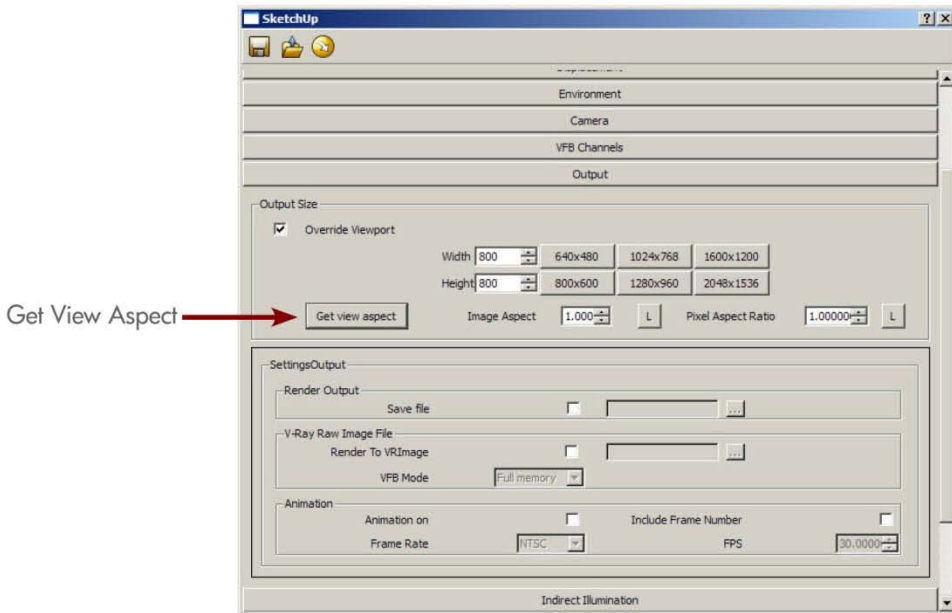 SketchUp
Environment
Camera
VFB Channels
Output
Output Size
Override Viewport
Width 800 640x480 1024x768 1600x1200
Height 800 800x600 1280x960 2048x1536
Get View Aspect
Get view aspect Image Aspect 1.000 L Pixel Aspect Ratio 1.00000 L
SettingsOutput
Render Output
Save file ...
V-Ray Raw Image File
Render To VRImage ...
VFB Mode Full memory
Animation
Animation on Include Frame Number
Frame Rate NTSC FPS 30.0000
Indirect Illumination